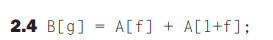 2.4 B[g] = A[f] + A[1+f];